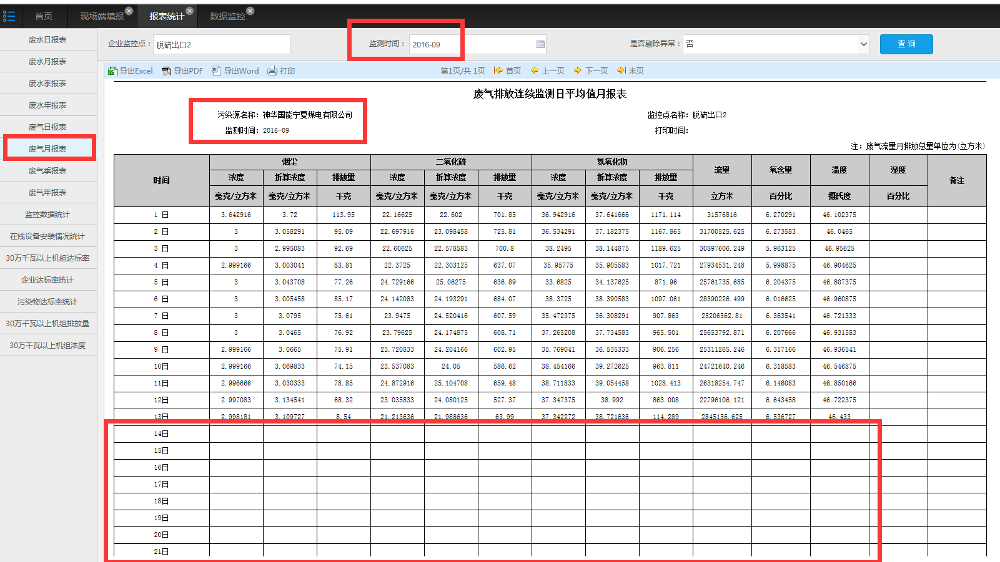 首页 现场端填报 报表统计 数据监控
废水日报表
废水月报表
废水季报表
废水年报表
废气日报表
废气月报表
废气季报表
废气年报表
监控数据统计
在线设备安装情况统计
30万千瓦以上机组达标率
企业达标率统计
污染物达标率统计
30万千瓦以上机组排放量
30万千瓦以上机组浓度
企业监控点： 脱硫出口2 监测时间： 2016-09 是否剔除异常： 否 查 询
导出Excel 导出PDF 导出Word 打印 第1页/共 1页 首页 上一页 下一页 末页
废气排放连续监测日平均值月报表
污染源名称：神华国能宁夏煤电有限公司 监控点名称：脱硫出口2
监测时间：2016-09 打印时间：
注：废气流量月排放总量单位为(立方米)
时间 烟尘 二氧化硫 氮氧化物 流量 氧含量 温度 湿度 备注
浓度 折算浓度 排放量 浓度 折算浓度 排放量 浓度 折算浓度 排放量
毫克/立方米 毫克/立方米 千克 毫克/立方米 毫克/立方米 千克 毫克/立方米 毫克/立方米 千克 立方米 百分比 摄氏度 百分比
1 日 3.642916 3.72 113.95 22.16625 22.602 701.85 36.942916 37.641666 1171.114 31576816 6.270291 46.102375
2 日 3 3.058291 95.09 22.697916 23.098458 725.81 36.534291 37.182375 1167.865 31700525.625 6.273583 46.0465
3 日 3 2.995083 92.69 22.60625 22.578583 700.8 38.2495 38.144875 1189.625 30897606.249 5.963125 46.95625
4 日 2.999166 3.003041 83.81 22.3725 22.303125 637.07 35.95775 35.905583 1017.721 27934531.248 5.998875 46.904625
5 日 3 3.043708 77.26 24.729166 25.06275 636.89 33.6825 34.137625 871.96 25761735.685 6.204375 46.807375
6 日 3 3.005458 85.17 24.142083 24.193291 684.07 38.3725 38.390583 1097.061 28390226.499 6.016625 46.960875
7 日 3 3.0795 75.61 23.9475 24.520416 607.59 35.472375 36.308291 907.863 25206562.81 6.363541 46.721333
8 日 3 3.0465 76.92 23.79625 24.174875 608.71 37.265208 37.734583 965.501 25653792.871 6.207666 46.931583
9 日 2.999166 3.0665 75.91 23.720833 24.204166 602.95 35.769041 36.535333 906.256 25311265.246 6.317166 46.936541
10日 2.999166 3.069833 74.15 23.537083 24.05 586.62 38.454166 39.272625 963.811 24721640.246 6.318583 46.546875
11日 2.996666 3.030333 78.85 24.872916 25.104708 659.48 38.711833 39.054458 1028.413 26318254.747 6.146083 46.850166
12日 2.997083 3.134541 68.32 23.035833 24.080125 527.37 37.347375 38.992 863.008 22796106.121 6.643458 46.722375
13日 2.998181 3.109727 8.54 21.213636 21.988636 63.99 37.342272 38.721636 114.289 2845156.625 6.536727 46.433
14日
15日
16日
17日
18日
19日
20日
21日